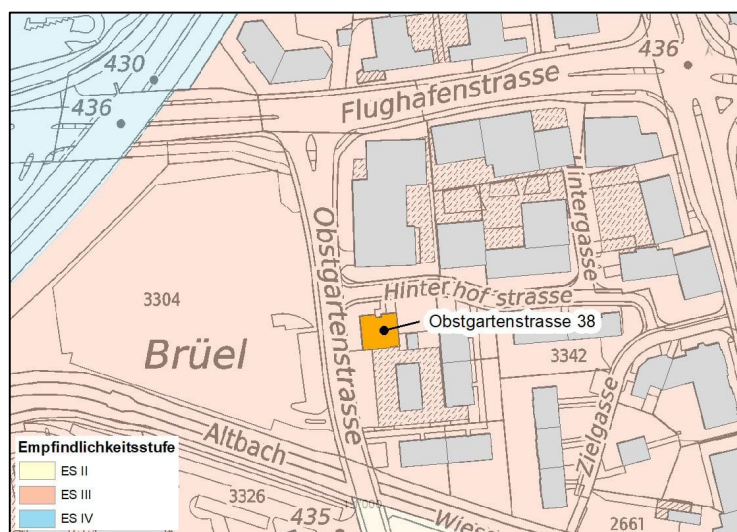 436
430
436
Flughafenstrasse
Hintergasse
Obstgartenstrasse
Hinterhofstrasse
3304
Obstgartenstrasse 38
Brüel
3342
Zielgasse
Altbach
Empfindlichkeitsstufe
ES II
ES III
ES IV
3326
435
2661